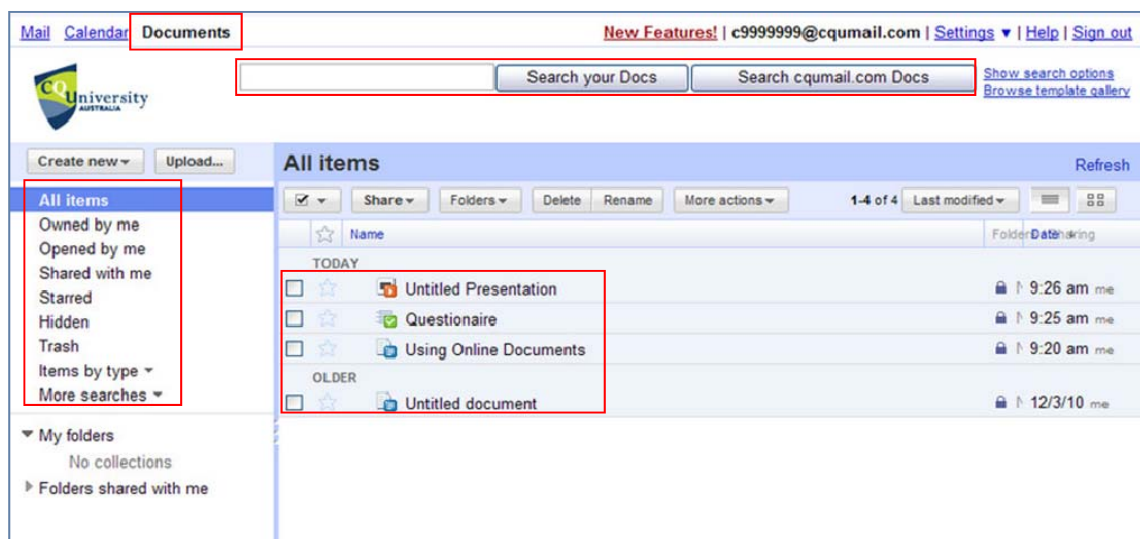 Mail Calendar Documents New Features! | c9999999@cqumail.com | Settings ▼ | Help | Sign out
CQUniversity
AUSTRALIA
Search your Docs Search cqumail.com Docs
Show search options
Browse template gallery
Create new Upload...
All items Refresh
All items
Owned by me
Opened by me
Shared with me
Starred
Hidden
Trash
Items by type
More searches
My folders
No collections
Folders shared with me
Share Folders Delete Rename More actions 1-4 of 4 Last modified
Name Date
TODAY
Untitled Presentation 9:26 am me
Questionaire 9:25 am me
Using Online Documents 9:20 am me
OLDER
Untitled document 12/3/10 me